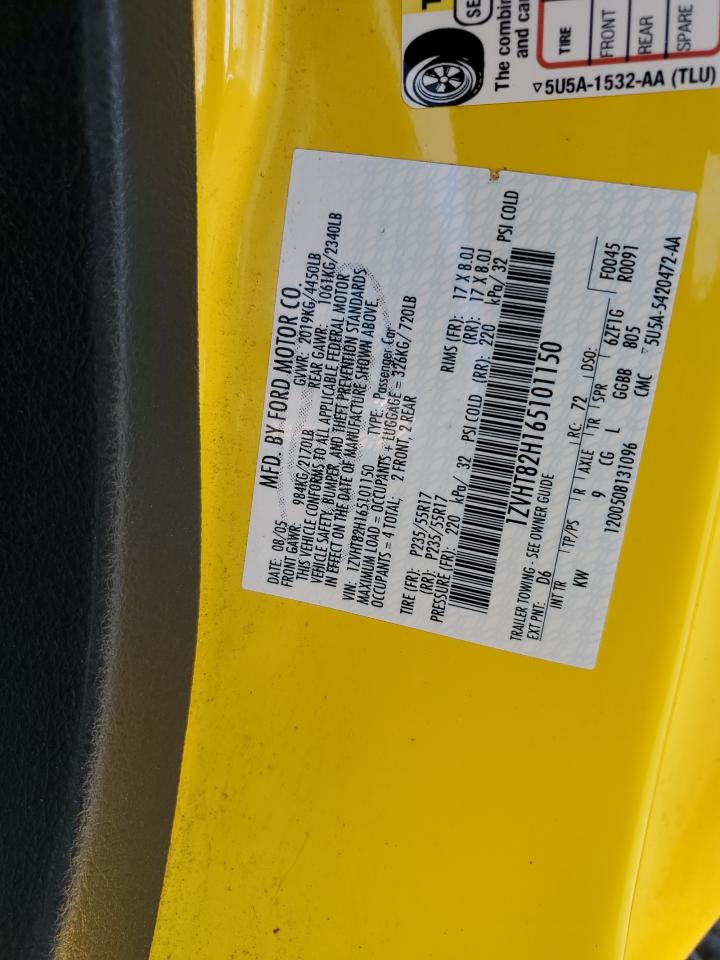 The combin
and car
TIRE
FRONT
REAR
SPARE
▽5U5A-1532-AA (TLU)
MFD. BY FORD MOTOR CO.
DATE: 08/05 GVWR: 2019KG/4450LB
FRONT GAWR: 984KG/2170LB REAR GAWR: 1061KG/2340LB
THIS VEHICLE CONFORMS TO ALL APPLICABLE FEDERAL MOTOR
VEHICLE SAFETY, BUMPER, AND THEFT PREVENTION STANDARDS
IN EFFECT ON THE DATE OF MANUFACTURE SHOWN ABOVE
VIN: 1ZVHT82H165101150 TYPE: Passenger Car
MAXIMUM LOAD = OCCUPANTS + LUGGAGE = 326KG/720LB
OCCUPANTS = 4 TOTAL; 2 FRONT, 2 REAR
TIRE (FR): P235/55R17 RIMS (FR): 17 X 8.0J
(RR): P235/55R17 (RR): 17 X 8.0J
PRESSURE (FR): 220 kPa/ 32 PSI COLD (RR): 220 kPa/ 32 PSI COLD
1ZVHT82H165101150
TRAILER TOWING - SEE OWNER GUIDE
EXT PNT: D6 RC: 72 DSO: 6ZF1G F0045
INT TR TP/PS R AXLE TR SPR 805 R0091
KW 9 CG L GGBB
1200508131096 CMC ▽5U5A-5420472-AA